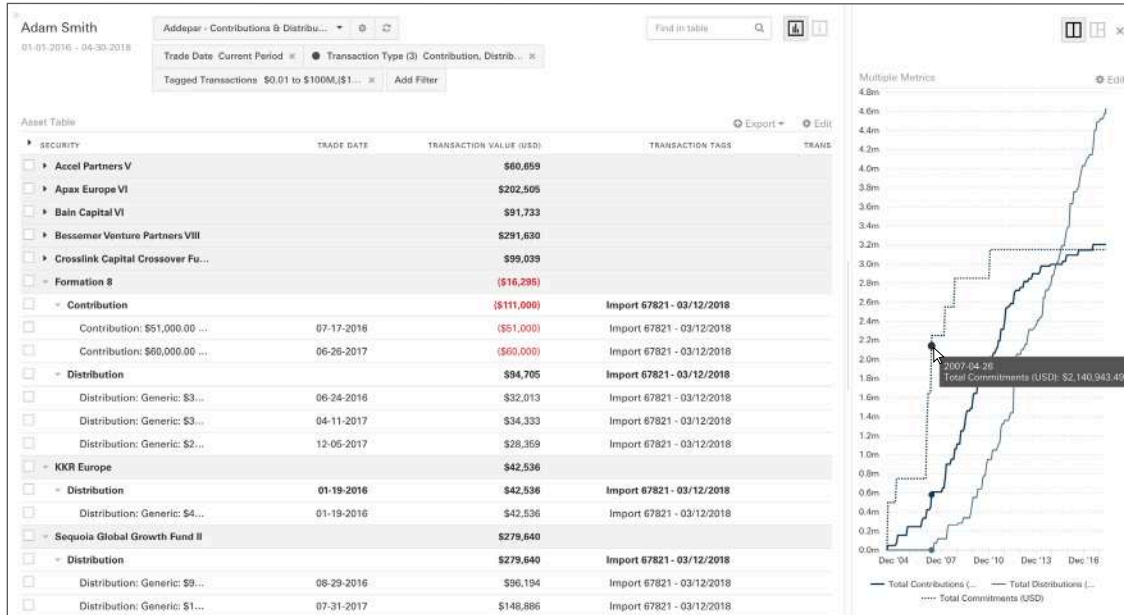 Adam Smith
01-01-2016 - 04-30-2018
Addepar - Contributions & Distribu...
Trade Date Current Period ×
Transaction Type (3) Contribution, Distrib... ×
Tagged Transactions $0.01 to $100M,($1... ×
Add Filter
Find in table
Asset Table
Export
Edit
SECURITY TRADE DATE TRANSACTION VALUE (USD) TRANSACTION TAGS TRANS
Accel Partners V $60,659
Apax Europe VI $202,505
Bain Capital VI $91,733
Bessemer Venture Partners VIII $291,630
Crosslink Capital Crossover Fu... $99,039
Formation 8 ($16,295)
Contribution ($111,000) Import 67821 - 03/12/2018
Contribution: $51,000.00 ... 07-17-2016 ($51,000) Import 67821 - 03/12/2018
Contribution: $60,000.00 ... 06-26-2017 ($60,000) Import 67821 - 03/12/2018
Distribution $94,705 Import 67821 - 03/12/2018
Distribution: Generic: $3... 06-24-2016 $32,013 Import 67821 - 03/12/2018
Distribution: Generic: $3... 04-11-2017 $34,333 Import 67821 - 03/12/2018
Distribution: Generic: $2... 12-05-2017 $28,359 Import 67821 - 03/12/2018
KKR Europe $42,536
Distribution 01-19-2016 $42,536 Import 67821 - 03/12/2018
Distribution: Generic: $4... 01-19-2016 $42,536 Import 67821 - 03/12/2018
Sequoia Global Growth Fund II $279,640
Distribution $279,640 Import 67821 - 03/12/2018
Distribution: Generic: $9... 08-29-2016 $96,194 Import 67821 - 03/12/2018
Distribution: Generic: $1... 07-31-2017 $148,886 Import 67821 - 03/12/2018
Multiple Metrics
Edit
4.8m
4.6m
4.4m
4.2m
4.0m
3.8m
3.6m
3.4m
3.2m
3.0m
2.8m
2.6m
2.4m
2.2m
2.0m
1.8m
1.6m
1.4m
1.2m
1.0m
0.8m
0.6m
0.4m
0.2m
0.0m
2007-04-26
Total Commitments (USD): $2,140,943.49
Dec '04 Dec '07 Dec '10 Dec '13 Dec '16
Total Contributions (... Total Distributions (...
Total Commitments (USD)